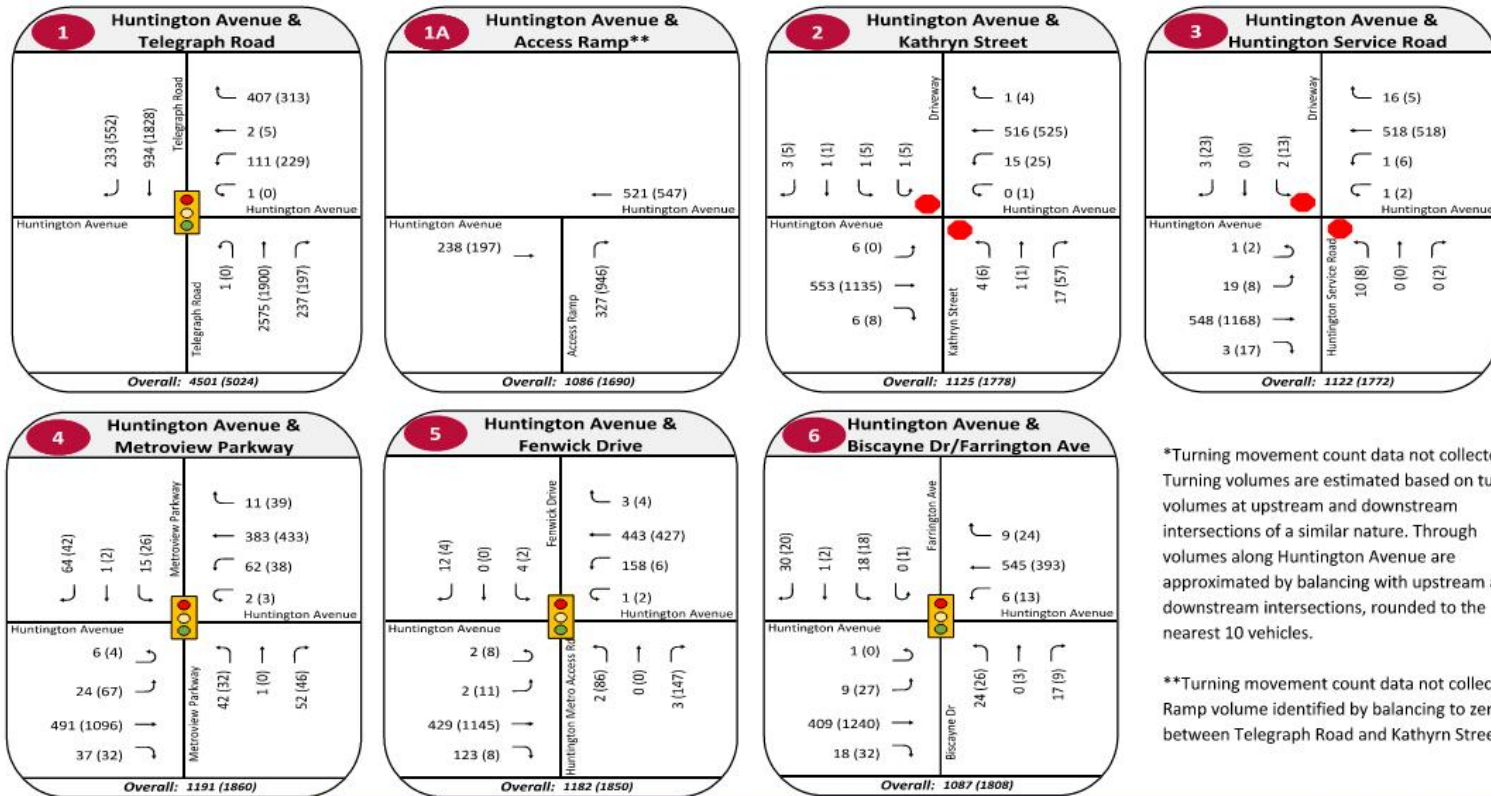 1
Huntington Avenue &
Telegraph Road
Telegraph Road
233 (552)
934 (1828)
407 (313)
2 (5)
111 (229)
1 (0)
Huntington Avenue
Huntington Avenue
Telegraph Road
1 (0)
2575 (1900)
237 (197)
Overall: 4501 (5024)
1A
Huntington Avenue &
Access Ramp**
521 (547)
Huntington Avenue
Huntington Avenue
238 (197)
Access Ramp
327 (946)
Overall: 1086 (1690)
2
Huntington Avenue &
Kathryn Street
Driveway
3 (5)
1 (1)
1 (5)
1 (5)
1 (4)
516 (525)
15 (25)
0 (1)
Huntington Avenue
Huntington Avenue
6 (0)
553 (1135)
6 (8)
Kathryn Street
4 (6)
1 (1)
17 (57)
Overall: 1125 (1778)
3
Huntington Avenue &
Huntington Service Road
Driveway
3 (23)
0 (0)
2 (13)
16 (5)
518 (518)
1 (6)
1 (2)
Huntington Avenue
Huntington Avenue
1 (2)
19 (8)
548 (1168)
3 (17)
Huntington Service Road
10 (8)
0 (0)
0 (2)
Overall: 1122 (1772)
4
Huntington Avenue &
Metroview Parkway
Metroview Parkway
64 (42)
1 (2)
15 (26)
11 (39)
383 (433)
62 (38)
2 (3)
Huntington Avenue
Huntington Avenue
6 (4)
24 (67)
491 (1096)
37 (32)
Metroview Parkway
42 (32)
1 (0)
52 (46)
Overall: 1191 (1860)
5
Huntington Avenue &
Fenwick Drive
Fenwick Drive
12 (4)
0 (0)
4 (2)
3 (4)
443 (427)
158 (6)
1 (2)
Huntington Avenue
Huntington Avenue
2 (8)
2 (11)
429 (1145)
123 (8)
Huntington Metro Access
2 (86)
0 (0)
3 (147)
Overall: 1182 (1850)
6
Huntington Avenue &
Biscayne Dr/Farrington Ave
Farrington Ave
30 (20)
1 (2)
18 (18)
0 (1)
9 (24)
545 (393)
6 (13)
Huntington Avenue
Huntington Avenue
1 (0)
9 (27)
409 (1240)
18 (32)
Biscayne Dr
24 (26)
0 (3)
17 (9)
Overall: 1087 (1808)
*Turning movement count data not
Turning volumes are estimated based on
volumes at upstream and downstream
intersections of a similar nature. Through
volumes along Huntington Avenue are
approximated by balancing with upstream
downstream intersections, rounded to the
nearest 10 vehicles.
**Turning movement count data not
Ramp volume identified by balancing to
between Telegraph Road and Kathyrn